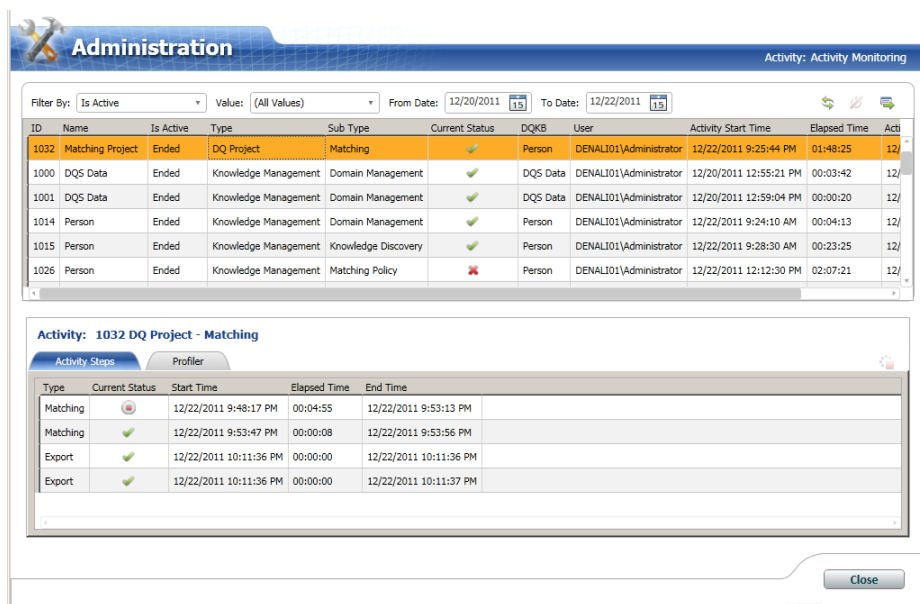 Administration
Activity: Activity Monitoring
Filter By: Is Active Value: (All Values) From Date: 12/20/2011 15 To Date: 12/22/2011 15
ID Name Is Active Type Sub Type Current Status DQKB User Activity Start Time Elapsed Time Acti
1032 Matching Project Ended DQ Project Matching Person DENALI01\Administrator 12/22/2011 9:25:44 PM 01:48:25 12/
1000 DQS Data Ended Knowledge Management Domain Management DQS Data DENALI01\Administrator 12/20/2011 12:55:21 PM 00:03:42 12/
1001 DQS Data Ended Knowledge Management Domain Management DQS Data DENALI01\Administrator 12/20/2011 12:59:04 PM 00:00:20 12/
1014 Person Ended Knowledge Management Domain Management Person DENALI01\Administrator 12/22/2011 9:24:10 AM 00:04:13 12/
1015 Person Ended Knowledge Management Knowledge Discovery Person DENALI01\Administrator 12/22/2011 9:28:30 AM 00:23:25 12/
1026 Person Ended Knowledge Management Matching Policy Person DENALI01\Administrator 12/22/2011 12:12:30 PM 02:07:21 12/
Activity: 1032 DQ Project - Matching
Activity Steps Profiler
Type Current Status Start Time Elapsed Time End Time
Matching 12/22/2011 9:48:17 PM 00:04:55 12/22/2011 9:53:13 PM
Matching 12/22/2011 9:53:47 PM 00:00:08 12/22/2011 9:53:56 PM
Export 12/22/2011 10:11:36 PM 00:00:00 12/22/2011 10:11:36 PM
Export 12/22/2011 10:11:36 PM 00:00:00 12/22/2011 10:11:37 PM
Close